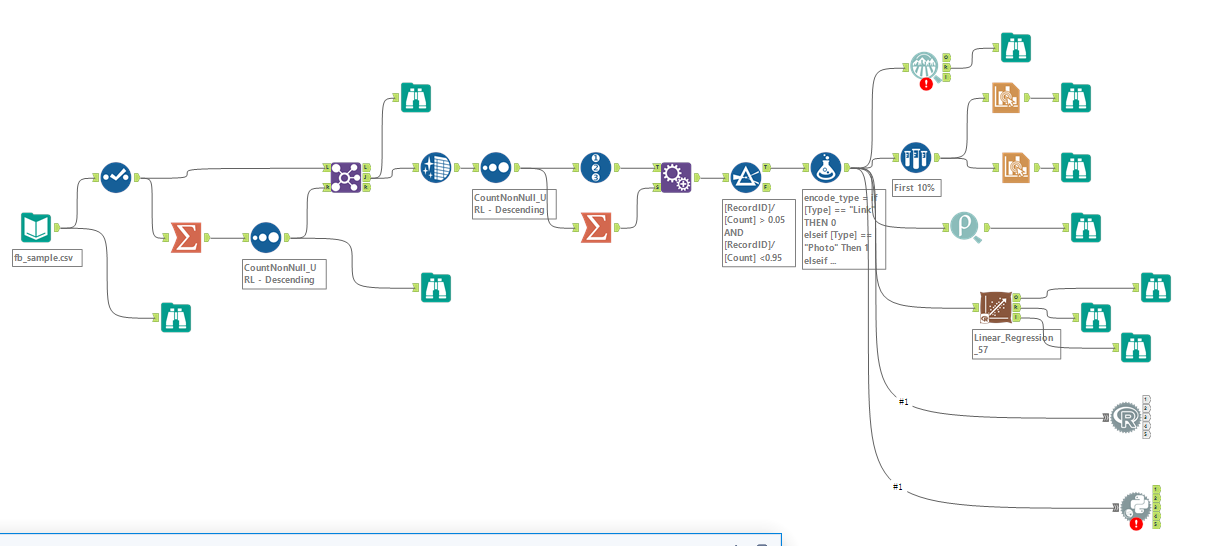 fb_sample.csv
CountNonNull_U
RL - Descending
CountNonNull_U
RL - Descending
[RecordID]/
[Count] > 0.05
AND
[RecordID]/
[Count] <0.95
encode_type = if
[Type] == "Link"
THEN 0
elseif [Type] ==
"Photo" Then 1
elseif ...
First 10%
Linear_Regression
_57
#1
#1